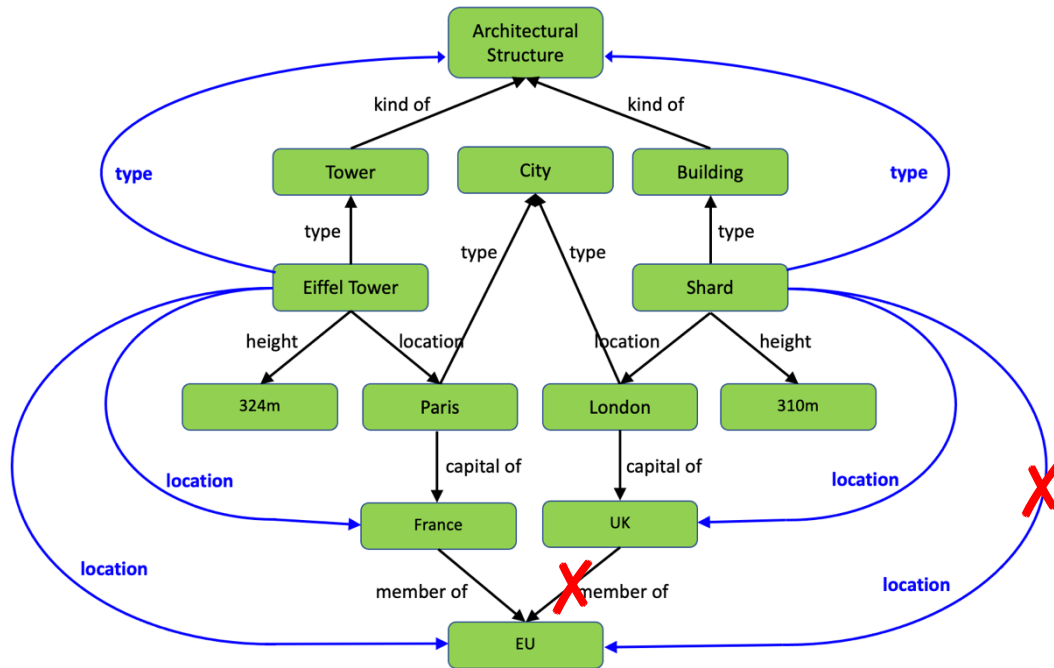 Architectural
Structure
kind of
kind of
type
Tower
City
Building
type
type
type
type
type
Eiffel Tower
Shard
height
location
location
height
324m
Paris
London
310m
capital of
capital of
location
location
France
UK
location
member of
member of
location
EU